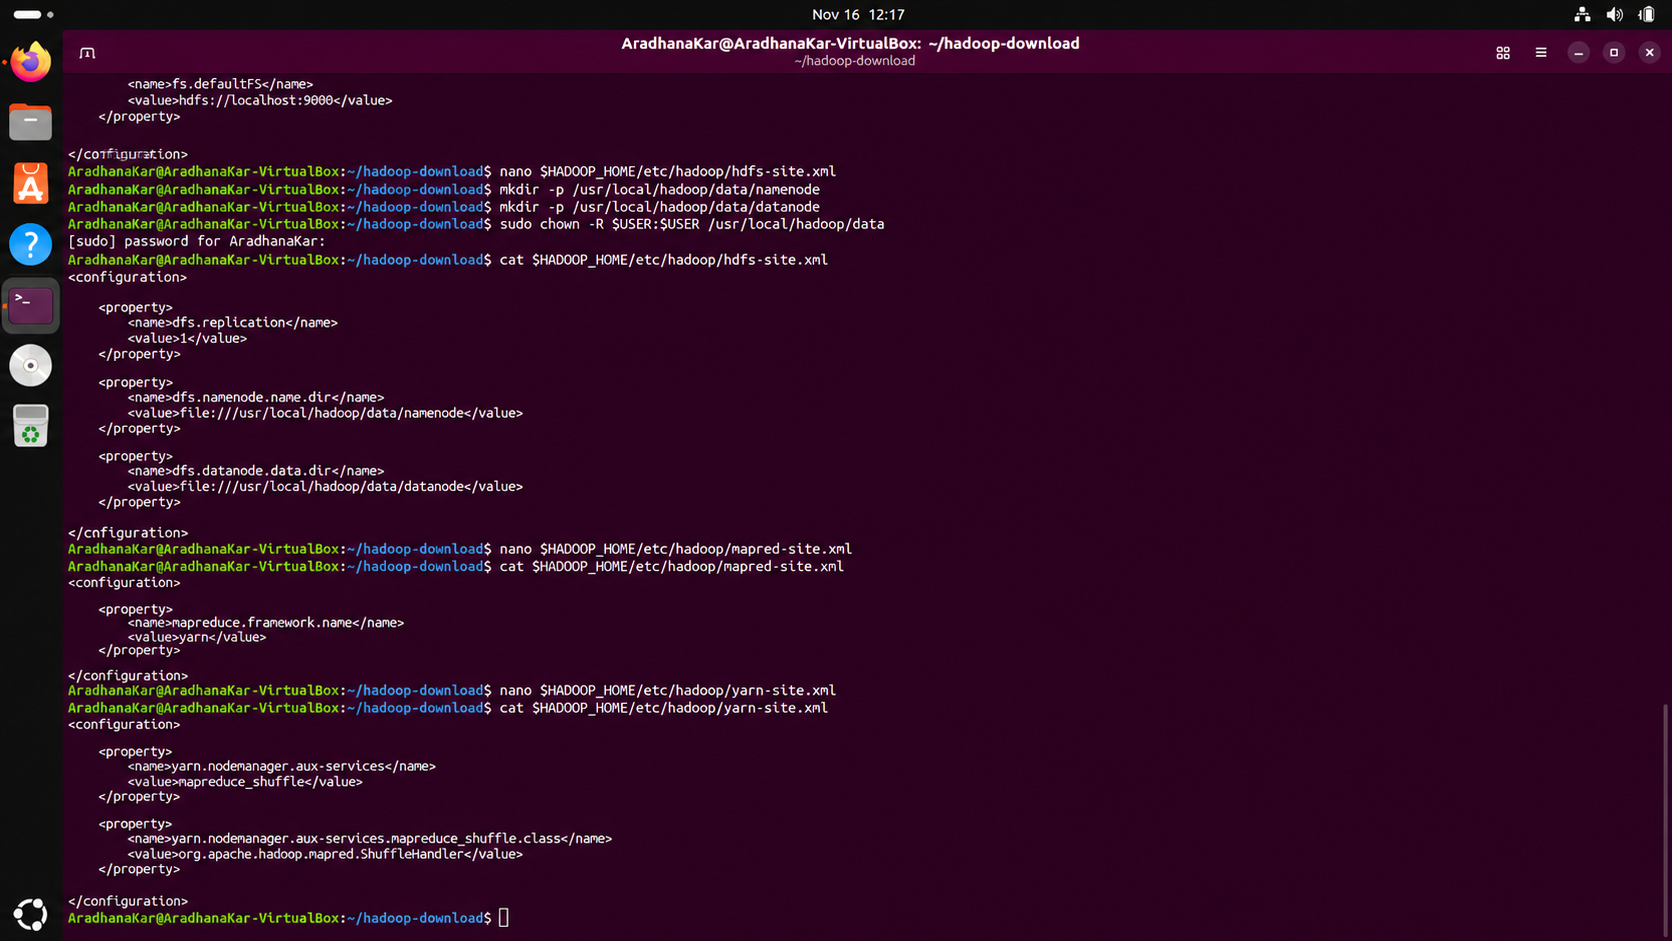 Nov 16 12:17
AradhanaKar@AradhanaKar-VirtualBox: ~/hadoop-download
~/hadoop-download
<name>fs.defaultFS</name>
<value>hdfs://localhost:9000</value>
</property>
</configuration>
AradhanaKar@AradhanaKar-VirtualBox:~/hadoop-download$ nano $HADOOP_HOME/etc/hadoop/hdfs-site.xml
AradhanaKar@AradhanaKar-VirtualBox:~/hadoop-download$ mkdir -p /usr/local/hadoop/data/namenode
AradhanaKar@AradhanaKar-VirtualBox:~/hadoop-download$ mkdir -p /usr/local/hadoop/data/datanode
AradhanaKar@AradhanaKar-VirtualBox:~/hadoop-download$ sudo chown -R $USER:$USER /usr/local/hadoop/data
[sudo] password for AradhanaKar:
AradhanaKar@AradhanaKar-VirtualBox:~/hadoop-download$ cat $HADOOP_HOME/etc/hadoop/hdfs-site.xml
<configuration>
<property>
<name>dfs.replication</name>
<value>1</value>
</property>
<property>
<name>dfs.namenode.name.dir</name>
<value>file:///usr/local/hadoop/data/namenode</value>
</property>
<property>
<name>dfs.datanode.data.dir</name>
<value>file:///usr/local/hadoop/data/datanode</value>
</property>
</cnfiguration>
AradhanaKar@AradhanaKar-VirtualBox:~/hadoop-download$ nano $HADOOP_HOME/etc/hadoop/mapred-site.xml
AradhanaKar@AradhanaKar-VirtualBox:~/hadoop-download$ cat $HADOOP_HOME/etc/hadoop/mapred-site.xml
<configuration>
<property>
<name>mapreduce.framework.name</name>
<value>yarn</value>
</property>
</configuration>
AradhanaKar@AradhanaKar-VirtualBox:~/hadoop-download$ nano $HADOOP_HOME/etc/hadoop/yarn-site.xml
AradhanaKar@AradhanaKar-VirtualBox:~/hadoop-download$ cat $HADOOP_HOME/etc/hadoop/yarn-site.xml
<configuration>
<property>
<name>yarn.nodemanager.aux-services</name>
<value>mapreduce_shuffle</value>
</property>
<property>
<name>yarn.nodemanager.aux-services.mapreduce_shuffle.class</name>
<value>org.apache.hadoop.mapred.ShuffleHandler</value>
</property>
</configuration>
AradhanaKar@AradhanaKar-VirtualBox:~/hadoop-download$